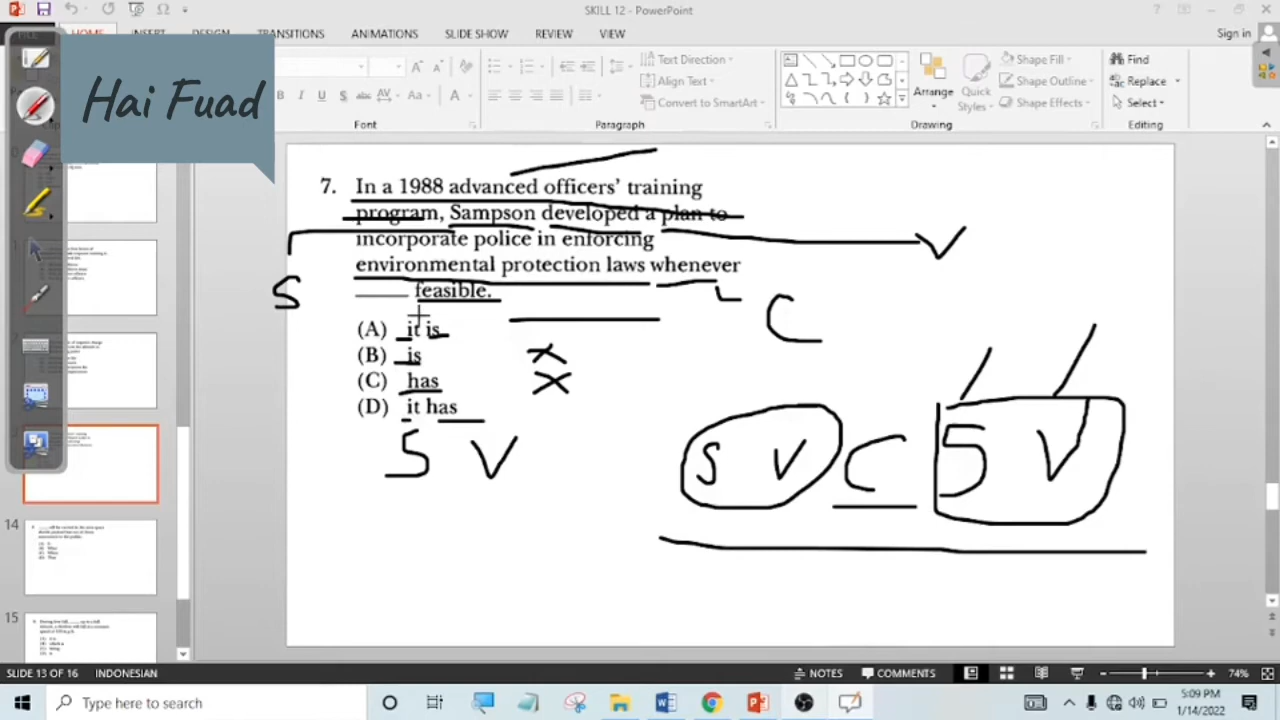 SKILL 12 - PowerPoint
FILE HOME INSERT DESIGN TRANSITIONS ANIMATIONS SLIDE SHOW REVIEW VIEW Sign in
Hai Fuad
B I U S abc AV Aa A
Text Direction
Align Text
Convert to SmartArt
Arrange
Quick Styles
Shape Fill
Shape Outline
Shape Effects
Find
Replace
Select
Font Paragraph Drawing Editing
7. In a 1988 advanced officers’ training
program, Sampson developed a plan to
incorporate police in enforcing
environmental protection laws whenever
____ feasible.
(A) it is
(B) is
(C) has
(D) it has
V
S
C
C
x
x
S V
S V C S V
14
15
SLIDE 13 OF 16 INDONESIAN NOTES COMMENTS 74%
Type here to search
5:09 PM
1/14/2022